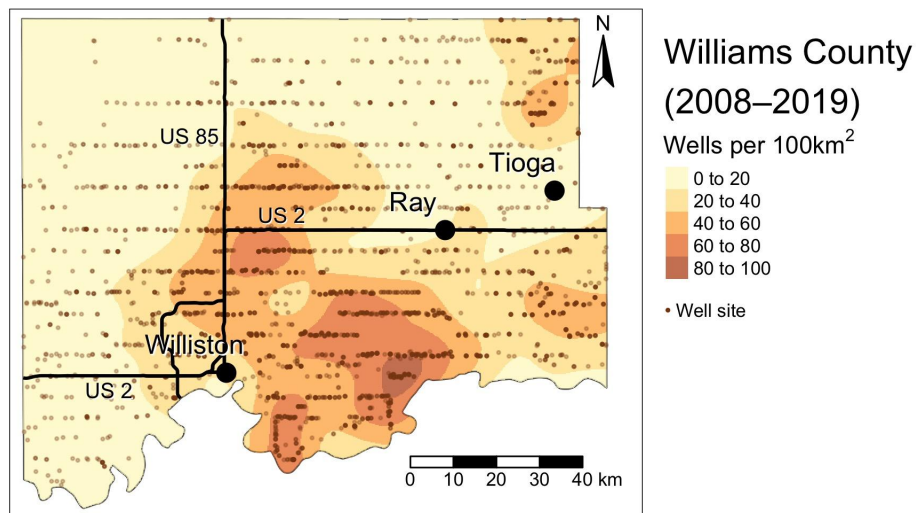 N
Williams County
(2008–2019)
Wells per 100km²
0 to 20
20 to 40
40 to 60
60 to 80
80 to 100
Well site
US 85
Tioga
Ray
US 2
Williston
US 2
0 10 20 30 40 km